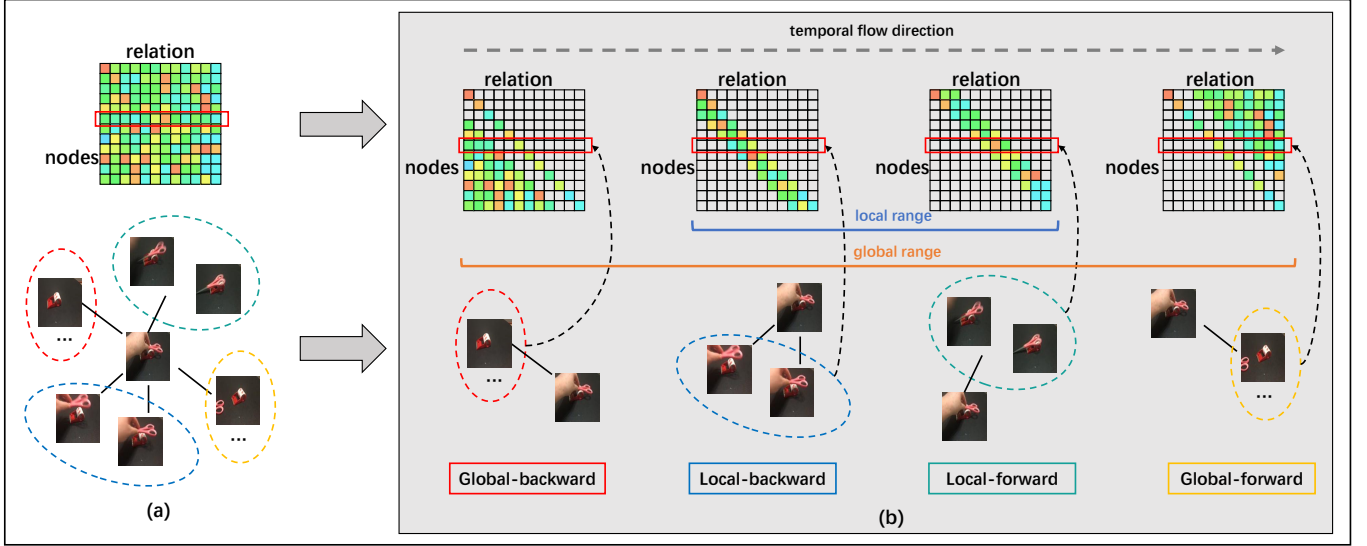 relation
nodes
...
...
(a)
temporal flow direction
relation
relation
relation
relation
nodes
nodes
nodes
nodes
local range
global range
...
...
Global-backward
Local-backward
Local-forward
Global-forward
(b)